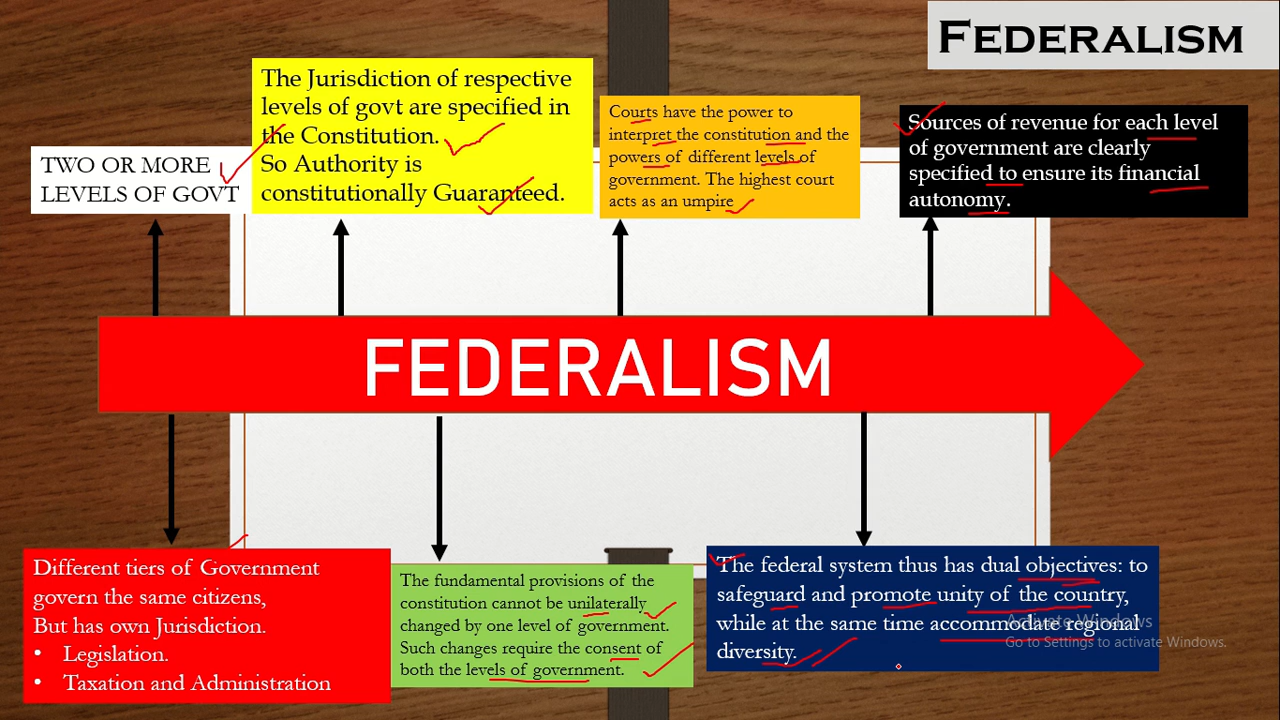 FEDERALISM
The Jurisdiction of respective
levels of govt are specified in
the Constitution.
So Authority is
constitutionally Guaranteed.
TWO OR MORE
LEVELS OF GOVT
Courts have the power to
interpret the constitution and the
powers of different levels of
government. The highest court
acts as an umpire
Sources of revenue for each level
of government are clearly
specified to ensure its financial
autonomy.
FEDERALISM
Different tiers of Government
govern the same citizens,
But has own Jurisdiction.
• Legislation.
• Taxation and Administration
The fundamental provisions of the
constitution cannot be unilaterally
changed by one level of government.
Such changes require the consent of
both the levels of government.
The federal system thus has dual objectives: to
safeguard and promote unity of the country,
while at the same time accommodate regional
diversity.
Activate Windows
Go to Settings to activate Windows.